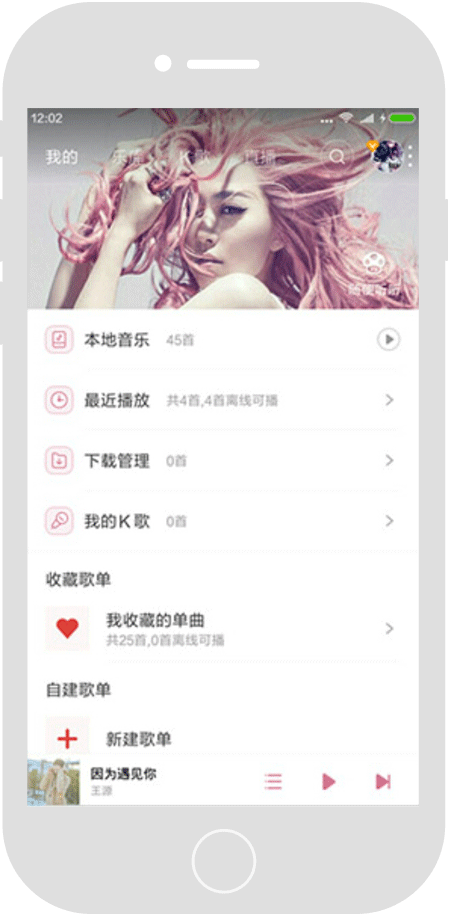 12:02
我的 乐库 K歌 直播
随便听听
本地音乐 45首
最近播放 共4首,4首离线可播
下载管理 0首
我的K歌 0首
收藏歌单
我收藏的单曲
共25首,0首离线可播
自建歌单
新建歌单
因为遇见你
王源